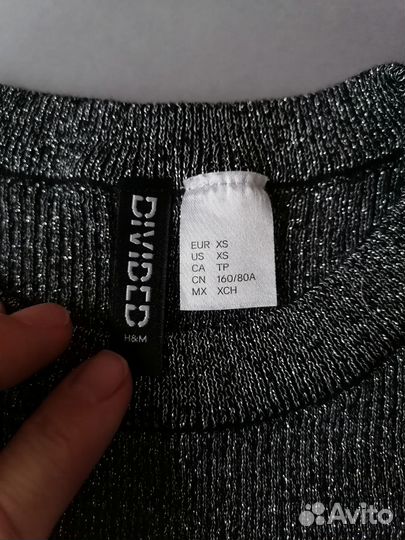 DIVIDED
H&M
EUR XS
US XS
CA TP
CN 160/80A
MX XCH
Avito